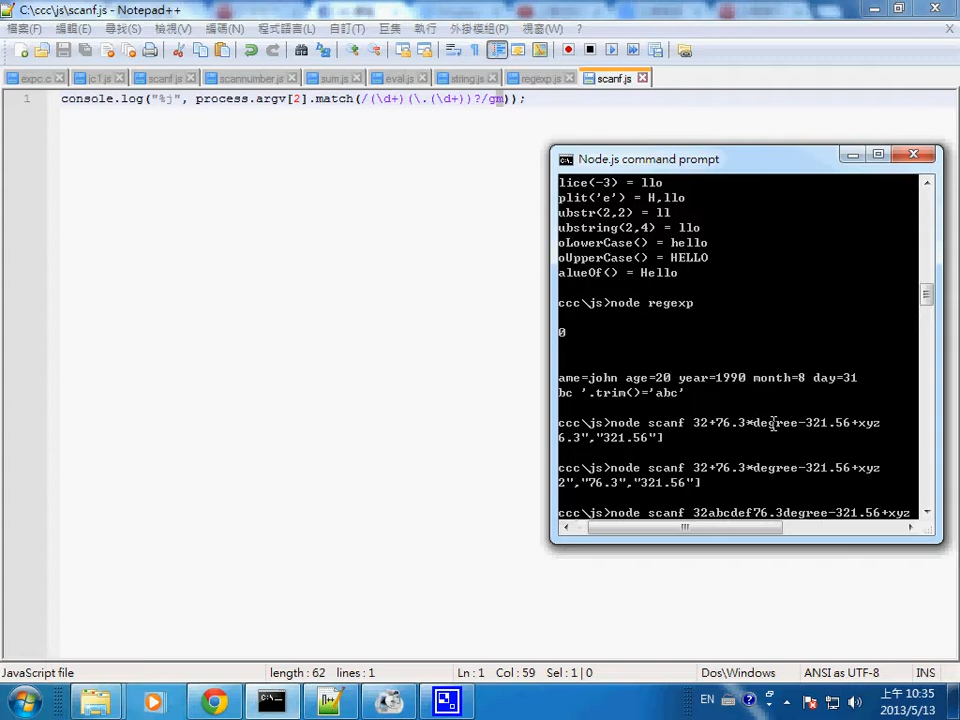 C:\ccc\js\scanf.js - Notepad++
檔案(F) 編輯(E) 尋找(S) 檢視(V) 編碼(N) 程式語言(L) 自訂(T) 巨集 執行(R) 外掛模組(P) 視窗(W) ?
X
expc.c jc1.js scanf.js scannumber.js sum.js eval.js string.js regexp.js scanf.js
1 console.log("%j", process.argv[2].match(/(\d+)(\.(\d+))?/gm));
Node.js command prompt
lice(-3) = llo
plit('e') = H,llo
ubstr(2,2) = ll
ubstring(2,4) = llo
oLowerCase() = hello
oUpperCase() = HELLO
alueOf() = Hello
ccc\js>node regexp
0
ame=john age=20 year=1990 month=8 day=31
bc '.trim()='abc'
ccc\js>node scanf 32+76.3*degree-321.56+xyz
6.3","321.56"]
ccc\js>node scanf 32+76.3*degree-321.56+xyz
2","76.3","321.56"]
ccc\js>node scanf 32abcdef76.3degree-321.56+xyz
JavaScript file length : 62 lines : 1 Ln : 1 Col : 59 Sel : 1 | 0 Dos\Windows ANSI as UTF-8 INS
EN
上午 10:35
2013/5/13